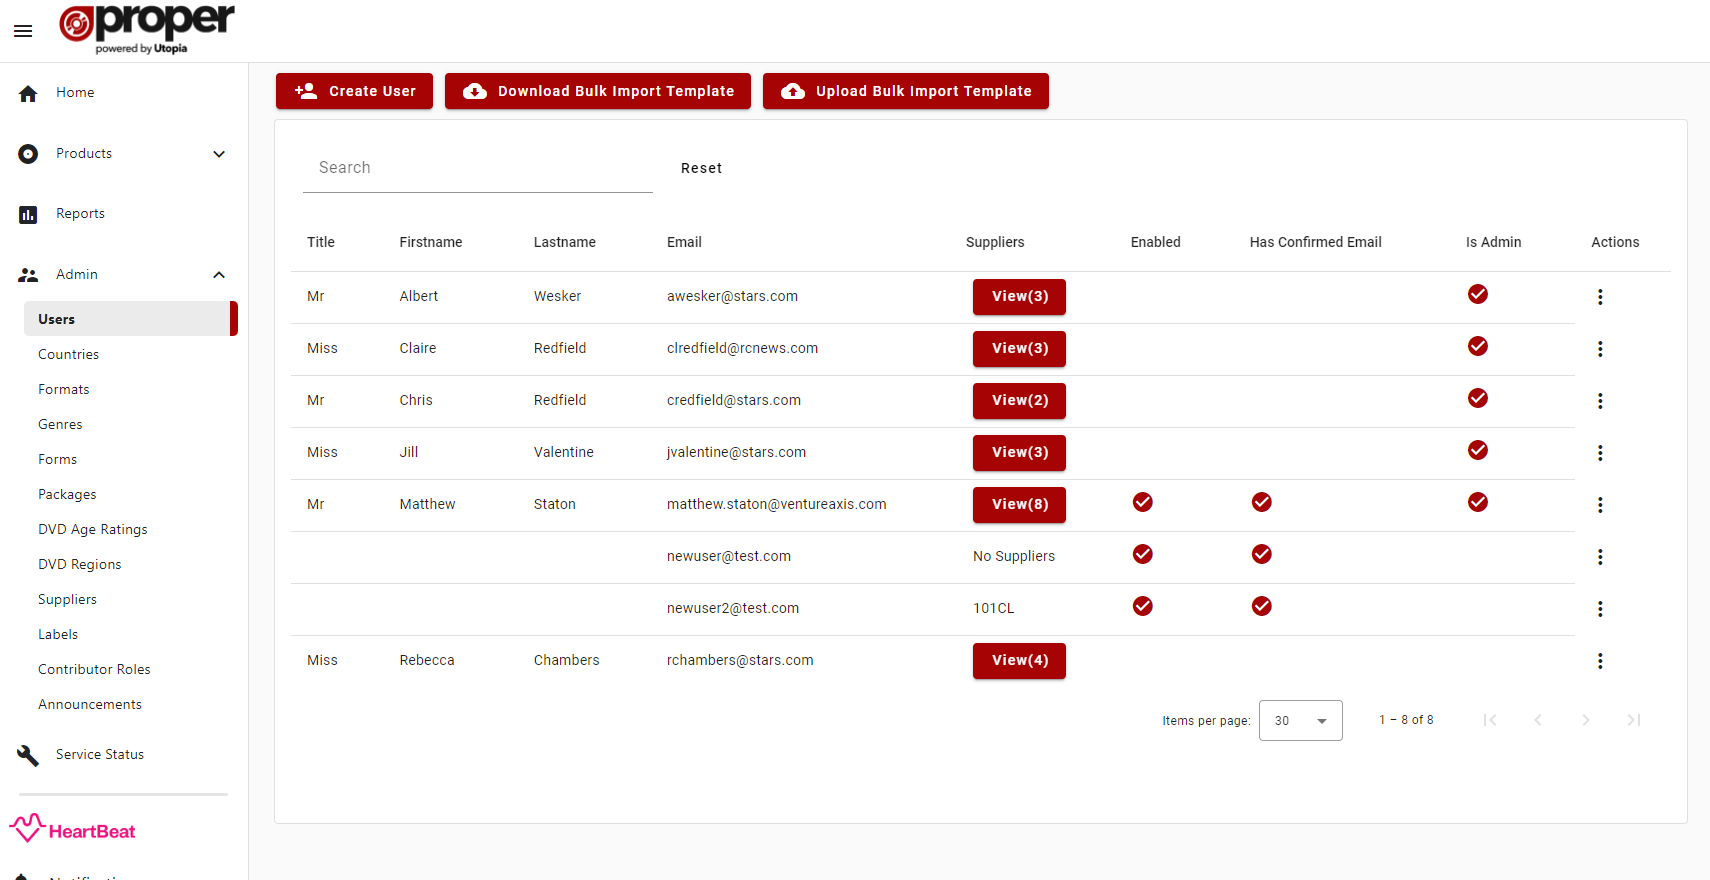 proper
powered by Utopia
Home
Products
Reports
Admin
Users
Countries
Formats
Genres
Forms
Packages
DVD Age Ratings
DVD Regions
Suppliers
Labels
Contributor Roles
Announcements
Service Status
HeartBeat
Create User Download Bulk Import Template Upload Bulk Import Template
Search Reset
Title Firstname Lastname Email Suppliers Enabled Has Confirmed Email Is Admin Actions
Mr Albert Wesker awesker@stars.com View(3)
Miss Claire Redfield clredfield@rcnews.com View(3)
Mr Chris Redfield credfield@stars.com View(2)
Miss Jill Valentine jvalentine@stars.com View(3)
Mr Matthew Staton matthew.staton@ventureaxis.com View(8)
newuser@test.com No Suppliers
newuser2@test.com 101CL
Miss Rebecca Chambers rchambers@stars.com View(4)
Items per page: 30 1 – 8 of 8